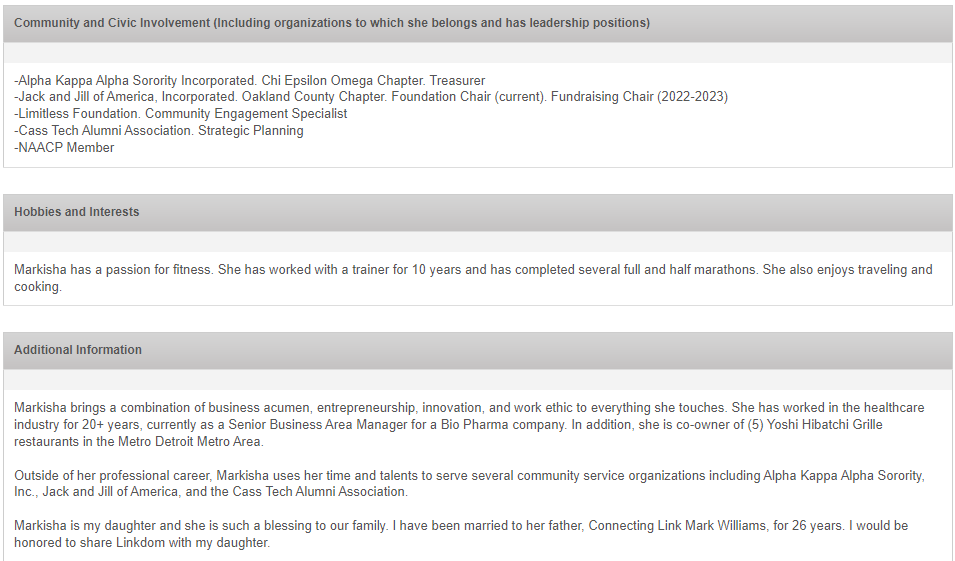 Community and Civic Involvement (Including organizations to which she belongs and has leadership positions)
-Alpha Kappa Alpha Sorority Incorporated. Chi Epsilon Omega Chapter. Treasurer
-Jack and Jill of America, Incorporated. Oakland County Chapter. Foundation Chair (current). Fundraising Chair (2022-2023)
-Limitless Foundation. Community Engagement Specialist
-Cass Tech Alumni Association. Strategic Planning
-NAACP Member
Hobbies and Interests
Markisha has a passion for fitness. She has worked with a trainer for 10 years and has completed several full and half marathons. She also enjoys traveling and
cooking.
Additional Information
Markisha brings a combination of business acumen, entrepreneurship, innovation, and work ethic to everything she touches. She has worked in the healthcare
industry for 20+ years, currently as a Senior Business Area Manager for a Bio Pharma company. In addition, she is co-owner of (5) Yoshi Hibatchi Grille
restaurants in the Metro Detroit Metro Area.
Outside of her professional career, Markisha uses her time and talents to serve several community service organizations including Alpha Kappa Alpha Sorority,
Inc., Jack and Jill of America, and the Cass Tech Alumni Association.
Markisha is my daughter and she is such a blessing to our family. I have been married to her father, Connecting Link Mark Williams, for 26 years. I would be
honored to share Linkdom with my daughter.